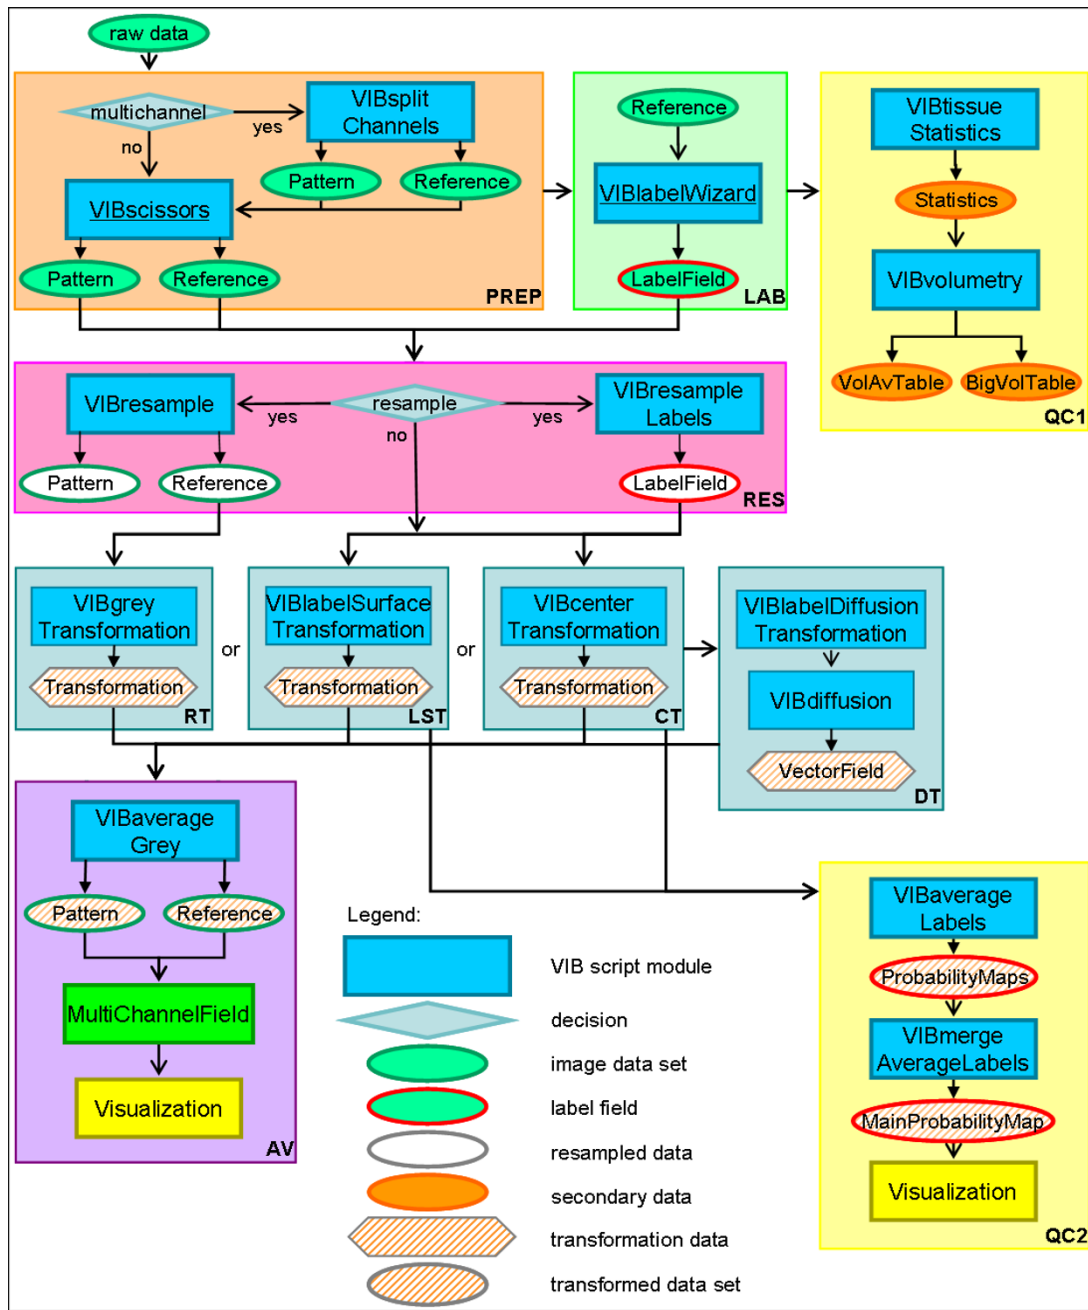 raw data
multichannel
yes
no
VIBsplit
Channels
Pattern
Reference
VIBscissors
Pattern
Reference
PREP
Reference
VIBlabelWizard
LabelField
LAB
VIBtissue
Statistics
Statistics
VIBvolumetry
VolAvTable
BigVolTable
QC1
VIBresample
yes
resample
no
yes
VIBresample
Labels
Pattern
Reference
LabelField
RES
VIBgrey
Transformation
Transformation
RT
or
VIBlabelSurface
Transformation
Transformation
LST
or
VIBcenter
Transformation
Transformation
CT
VIBlabelDiffusion
Transformation
VIBdiffusion
VectorField
DT
VIBaverage
Grey
Pattern
Reference
MultiChannelField
Visualization
AV
Legend:
VIB script module
decision
image data set
label field
resampled data
secondary data
transformation data
transformed data set
VIBaverage
Labels
ProbabilityMaps
VIBmerge
AverageLabels
MainProbabilityMap
Visualization
QC2